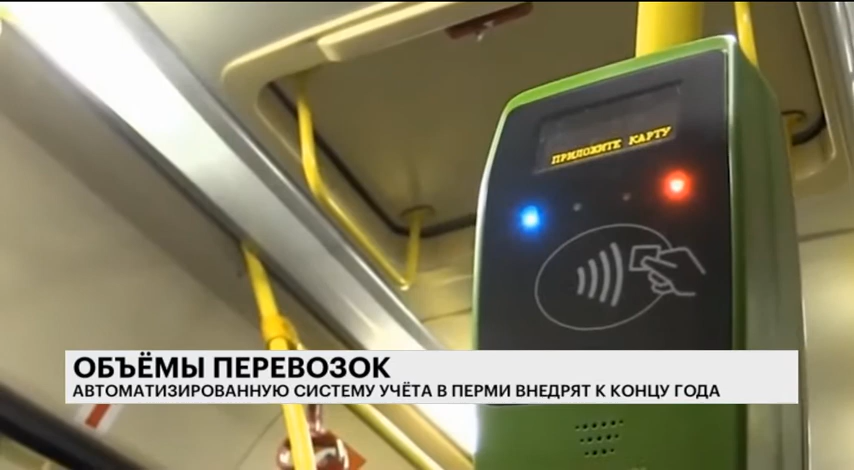 ПРИЛОЖИТЕ КАРТУ
ОБЪЁМЫ ПЕРЕВОЗОК
АВТОМАТИЗИРОВАННУЮ СИСТЕМУ УЧЁТА В ПЕРМИ ВНЕДРЯТ К КОНЦУ ГОДА